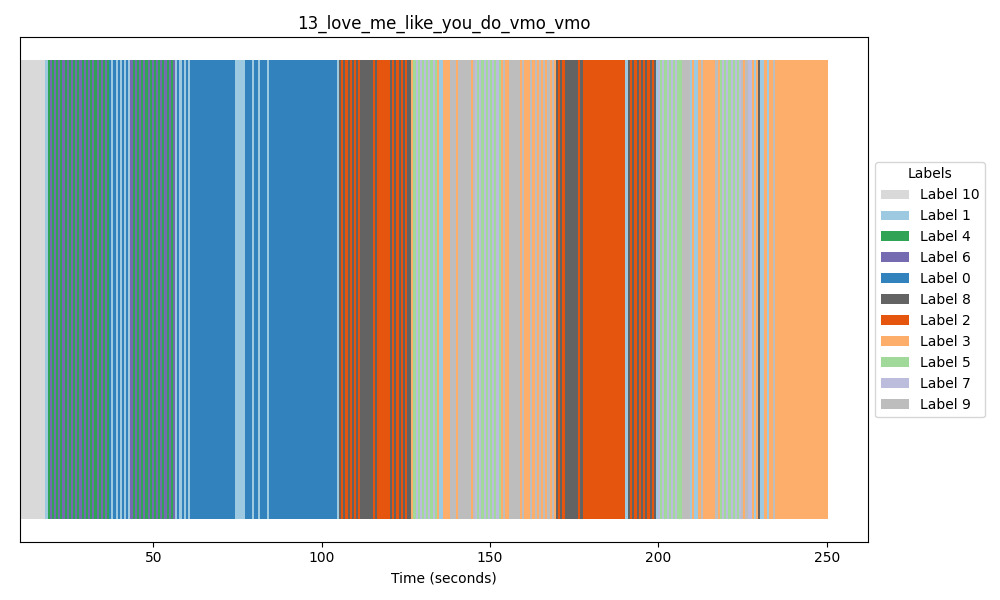 13_love_me_like_you_do_vmo_vmo
Labels
Label 10
Label 1
Label 4
Label 6
Label 0
Label 8
Label 2
Label 3
Label 5
Label 7
Label 9
50
100
150
200
250
Time (seconds)